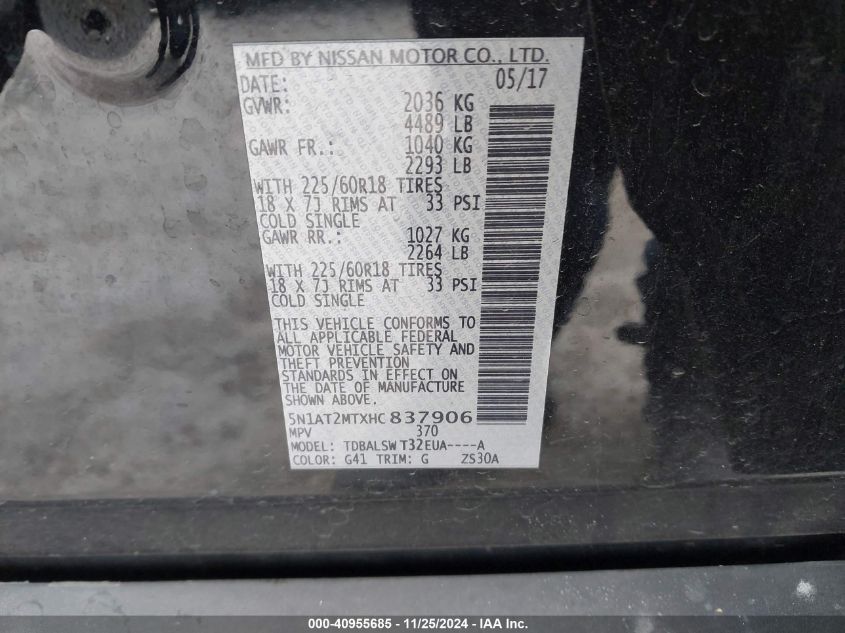 MFD BY NISSAN MOTOR CO., LTD.
DATE: 05/17
GVWR: 2036 KG
4489 LB
GAWR FR.: 1040 KG
2293 LB
WITH 225/60R18 TIRES
18 X 7J RIMS AT 33 PSI
COLD SINGLE
GAWR RR.: 1027 KG
2264 LB
WITH 225/60R18 TIRES
18 X 7J RIMS AT 33 PSI
COLD SINGLE
THIS VEHICLE CONFORMS TO
ALL APPLICABLE FEDERAL
MOTOR VEHICLE SAFETY AND
THEFT PREVENTION
STANDARDS IN EFFECT ON
THE DATE OF MANUFACTURE
SHOWN ABOVE.
5N1AT2MTXHC837906
MPV 370
MODEL: TDBALSW T32EUA----A
COLOR: G41 TRIM: G ZS30A
000-40955685 - 11/25/2024 - IAA Inc.